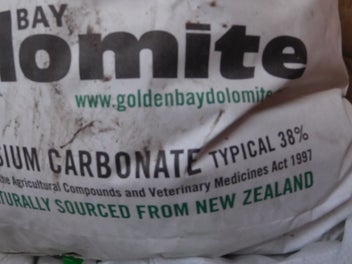 BAY
lomite
www.goldenbaydolomite
SIUM CARBONATE TYPICAL 38%
the Agricultural Compounds and Veterinary Medicines Act 1997
TURALLY SOURCED FROM NEW ZEALAND